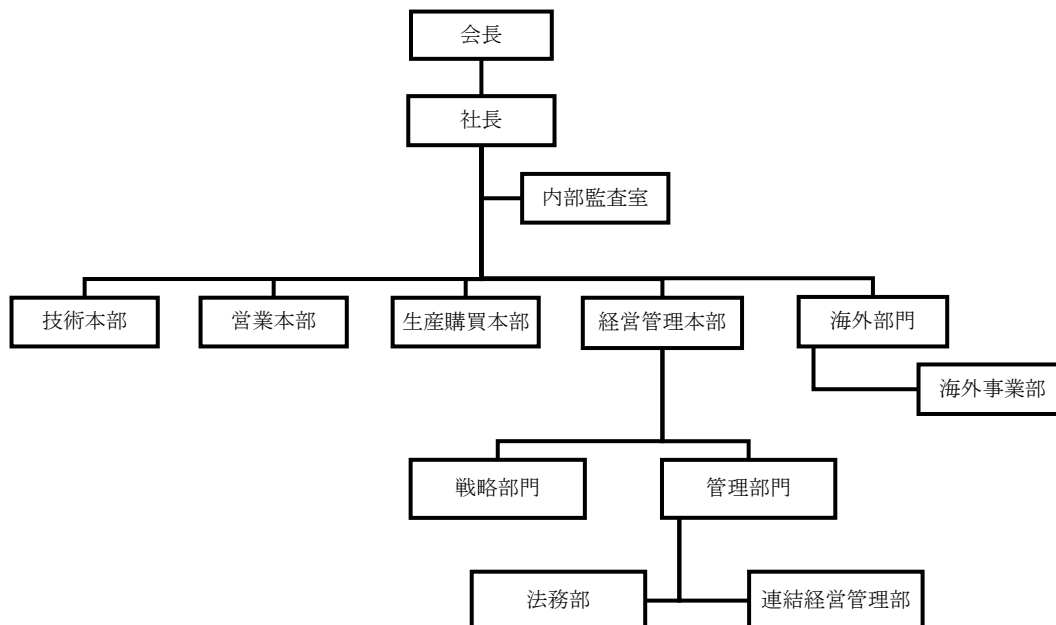 会長
社長
内部監査室
技術本部
営業本部
生産購買本部
経営管理本部
海外部門
海外事業部
戦略部門
管理部門
法務部
連結経営管理部